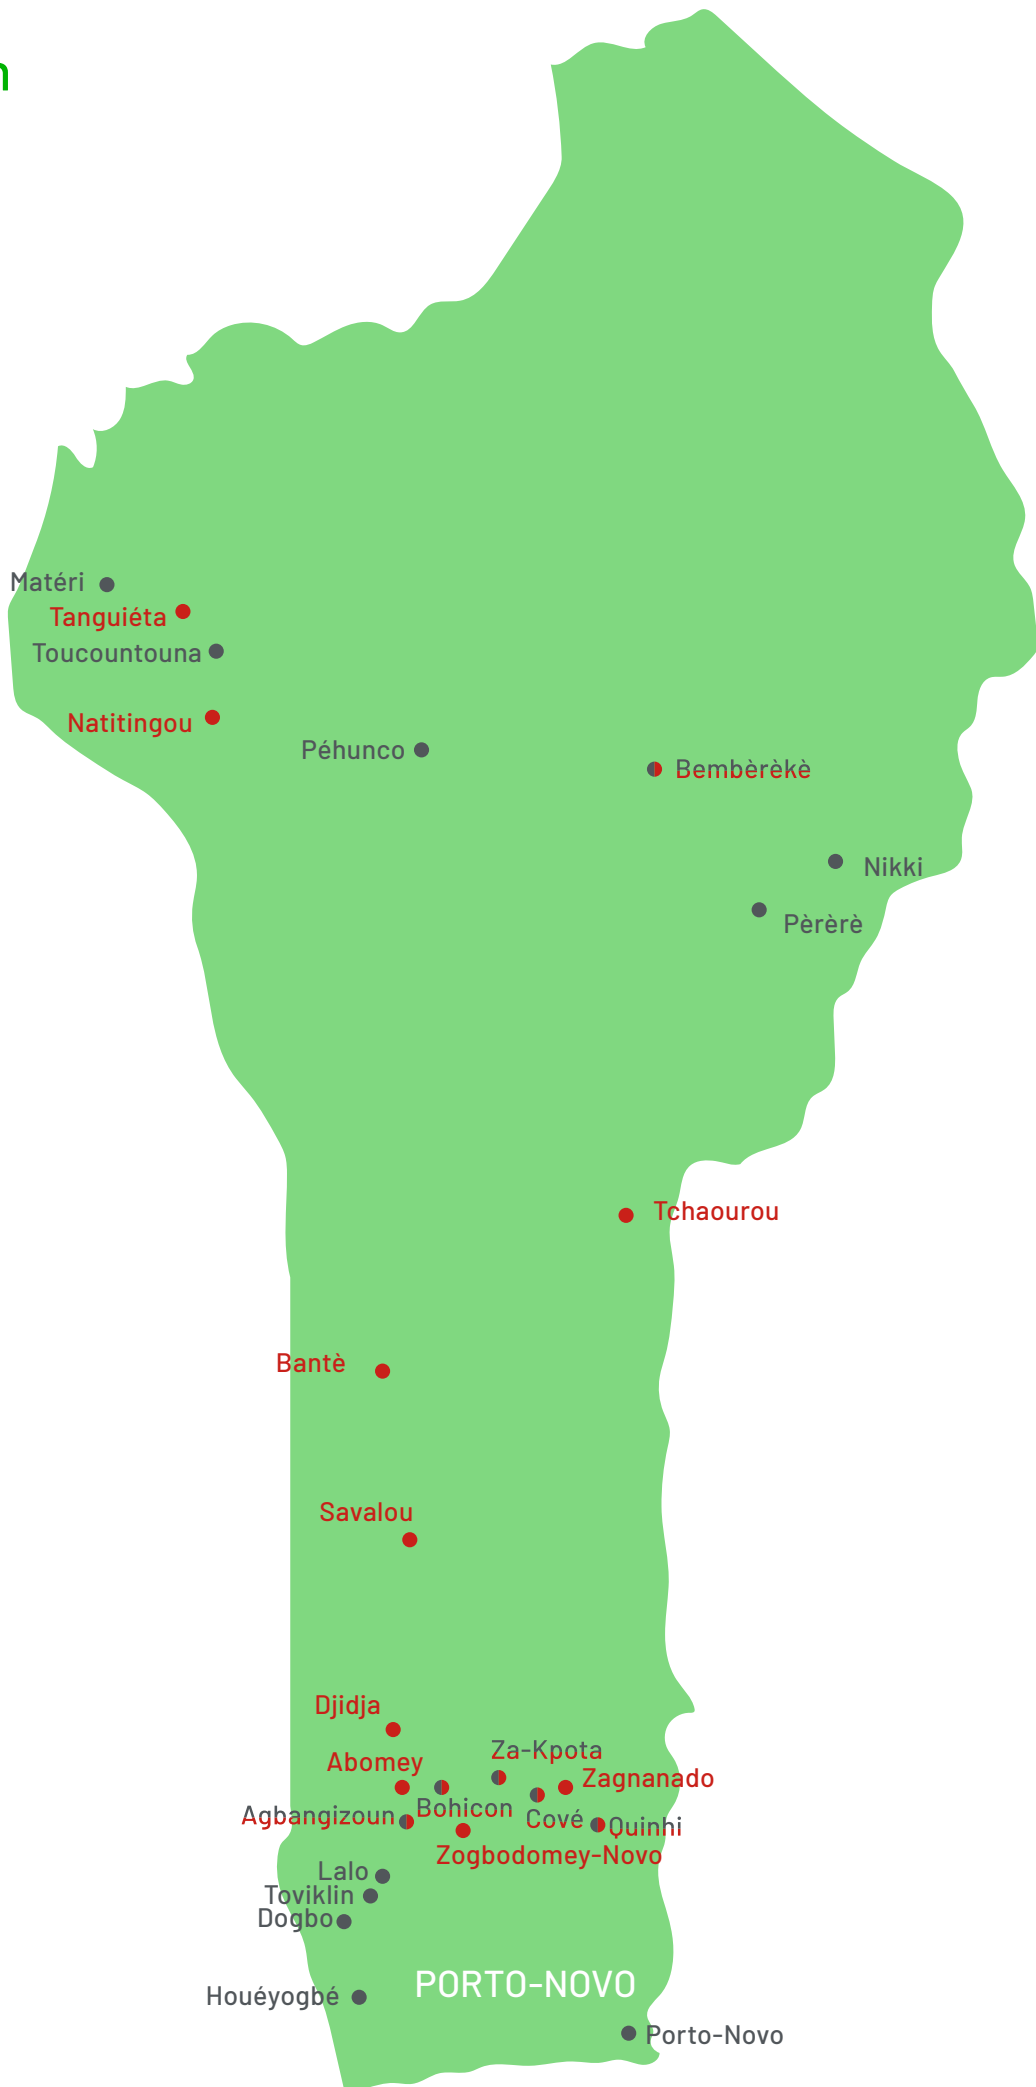 Matéri
Tanguiéta
Toucountouna
Natitingou
Péhunco
Bembèrèkè
Nikki
Pèrèrè
Tchaourou
Bantè
Savalou
Djidja
Za-Kpota
Abomey
Zagnanado
Bohicon
Agbangizoun
Cové
Quinhi
Zogbodomey-Novo
Lalo
Toviklin
Dogbo
PORTO-NOVO
Houéyogbé
Porto-Novo